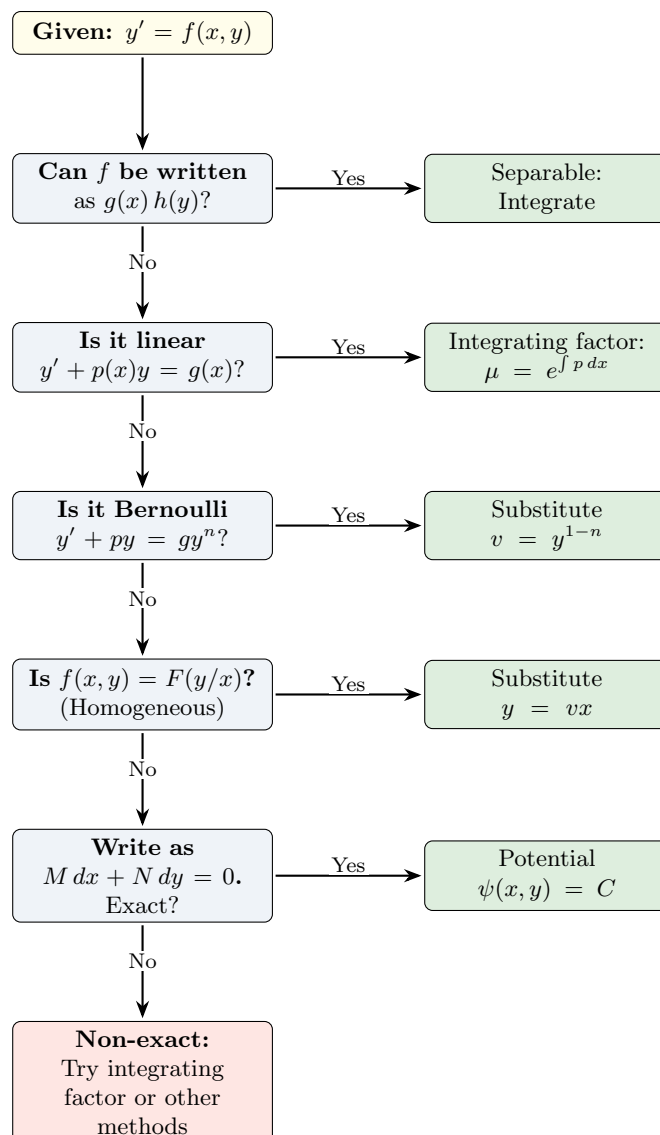 Given: y′ = f(x, y)
Can f be written
as g(x) h(y)?
Yes
Separable:
Integrate
No
Is it linear
y′ + p(x)y = g(x)?
Yes
Integrating factor:
μ = e^{∫ p dx}
No
Is it Bernoulli
y′ + py = gyⁿ?
Yes
Substitute
v = y^{1−n}
No
Is f(x, y) = F(y/x)?
(Homogeneous)
Yes
Substitute
y = vx
No
Write as
M dx + N dy = 0.
Exact?
Yes
Potential
ψ(x, y) = C
No
Non-exact:
Try integrating
factor or other
methods